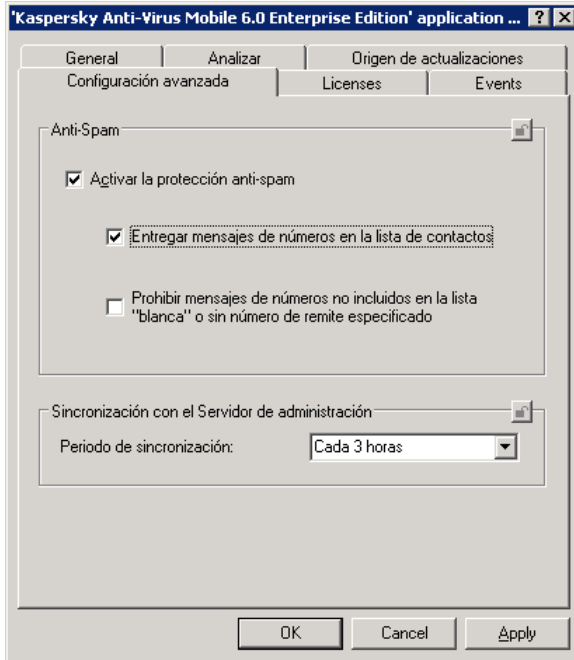 'Kaspersky Anti-Virus Mobile 6.0 Enterprise Edition' application ...
General Analizar Origen de actualizaciones
Configuración avanzada Licenses Events
Anti-Spam
Activar la protección anti-spam
Entregar mensajes de números en la lista de contactos
Prohibir mensajes de números no incluidos en la lista
"blanca" o sin número de remite especificado
Sincronización con el Servidor de administración
Periodo de sincronización: Cada 3 horas
OK Cancel Apply